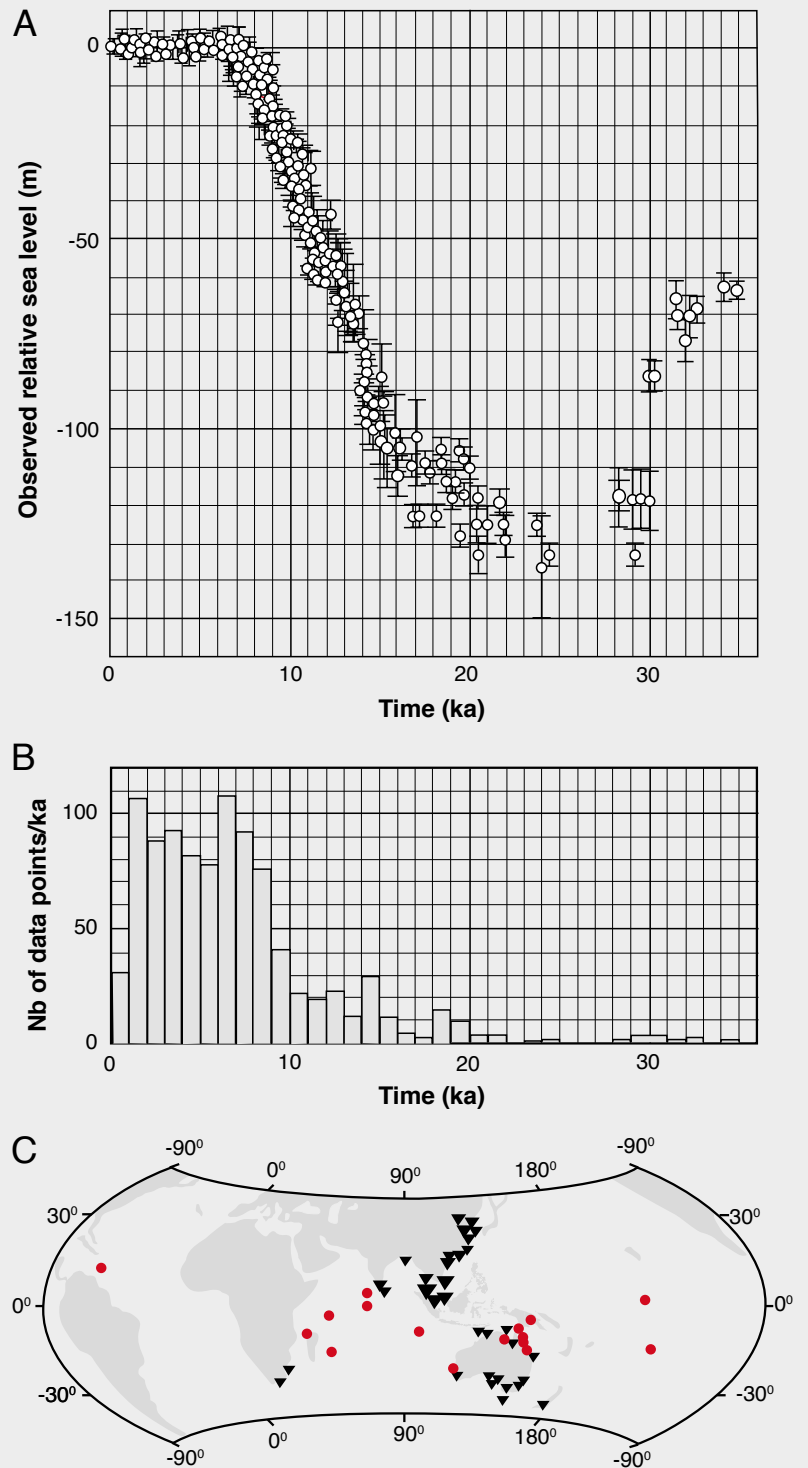 A
0
-50
-100
-150
Observed relative sea level (m)
0 10 20 30
Time (ka)
B
100
50
0
Nb of data points/ka
0 10 20 30
Time (ka)
C
-90⁰ 0⁰ 90⁰ 180⁰ -90⁰
30⁰ 30⁰
0⁰ 0⁰
-30⁰ -30⁰
-90⁰ 0⁰ 90⁰ 180⁰ -90⁰